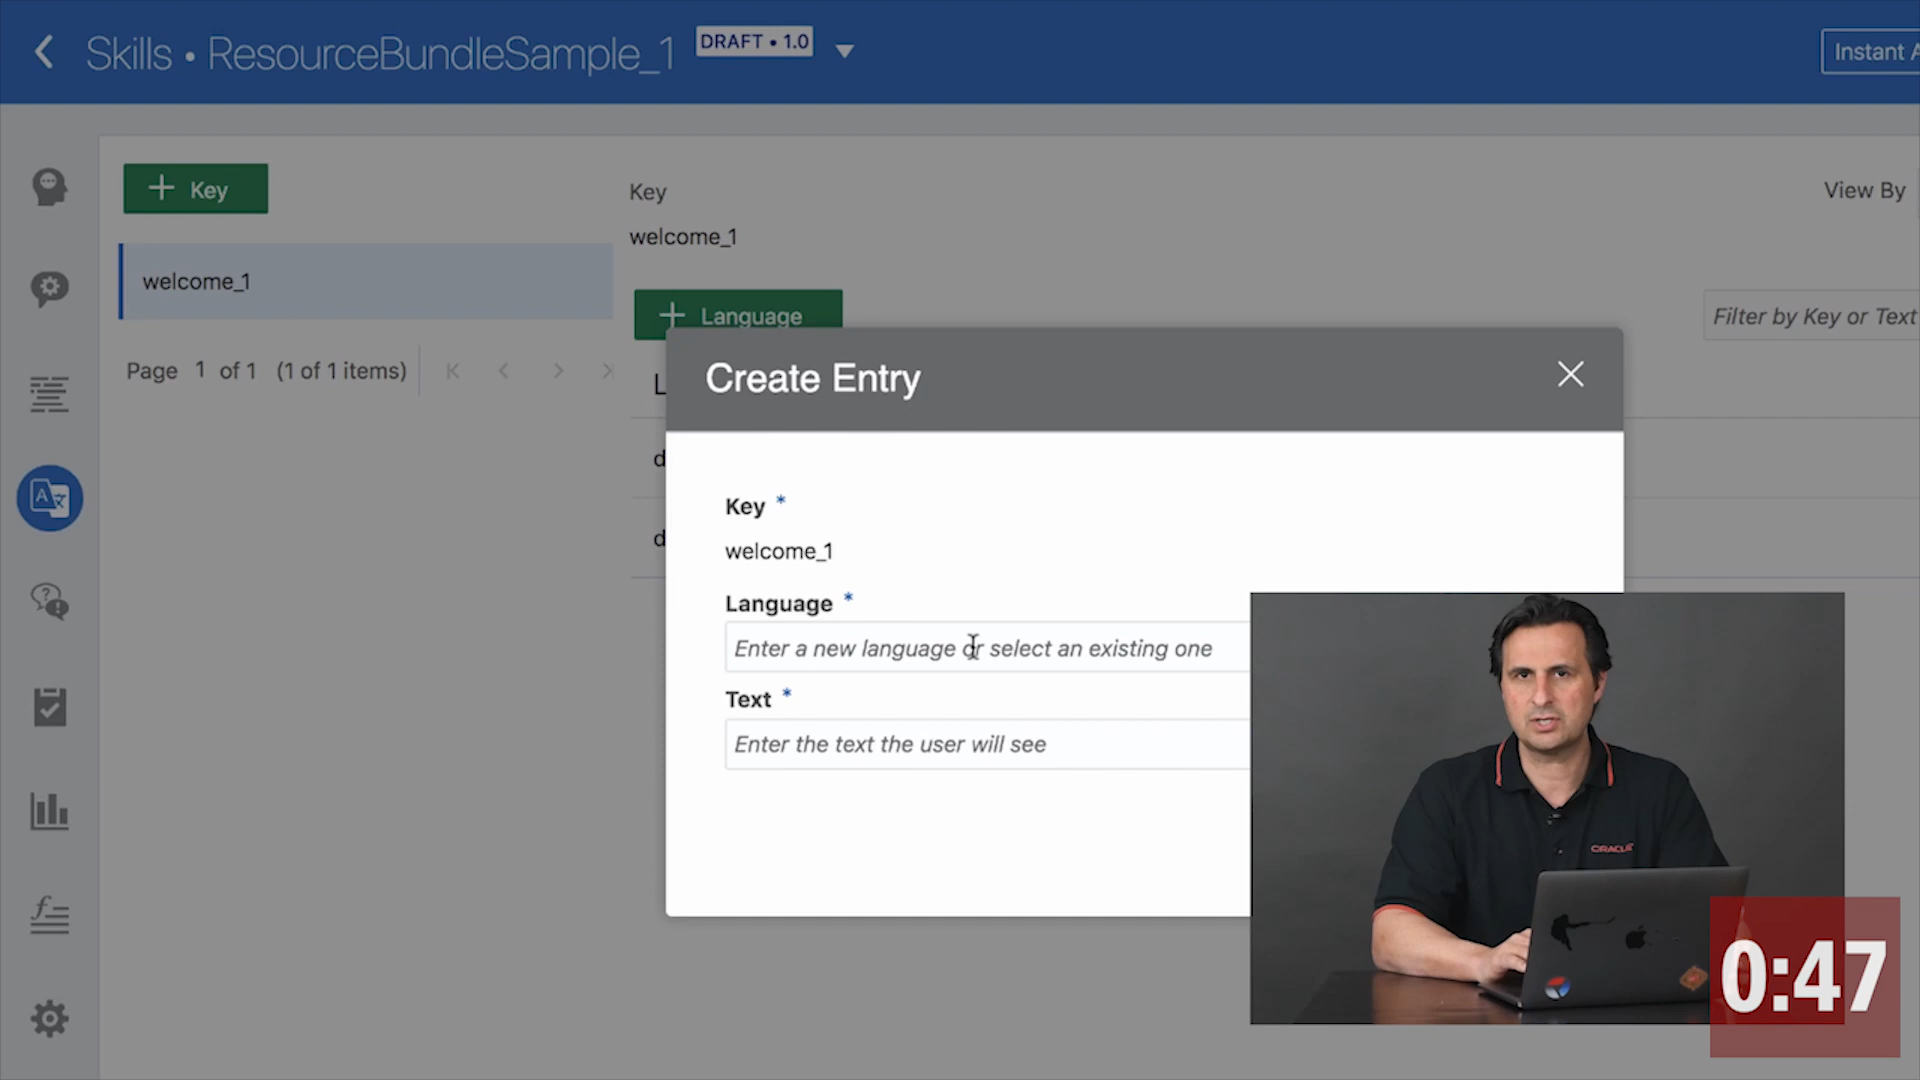 Skills • ResourceBundleSample_1
DRAFT • 1.0
Instant A
Key
welcome_1
Page 1 of 1 (1 of 1 items)
Key
welcome_1
View By
Language
Filter by Key or Text
L
d
d
Create Entry
Key *
welcome_1
Language *
Enter a new language or select an existing one
Text *
Enter the text the user will see
ORACLE
0:47